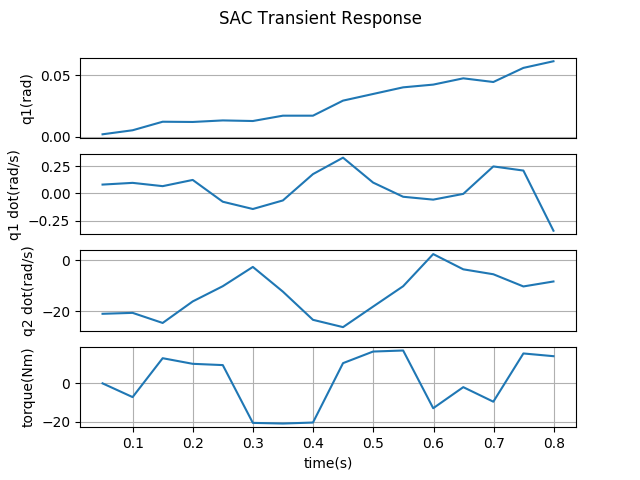 SAC Transient Response
q1(rad)
0.05
0.00
q1 dot(rad/s)
0.25
0.00
−0.25
q2 dot(rad/s)
0
−20
torque(Nm)
0
−20
0.1 0.2 0.3 0.4 0.5 0.6 0.7 0.8
time(s)